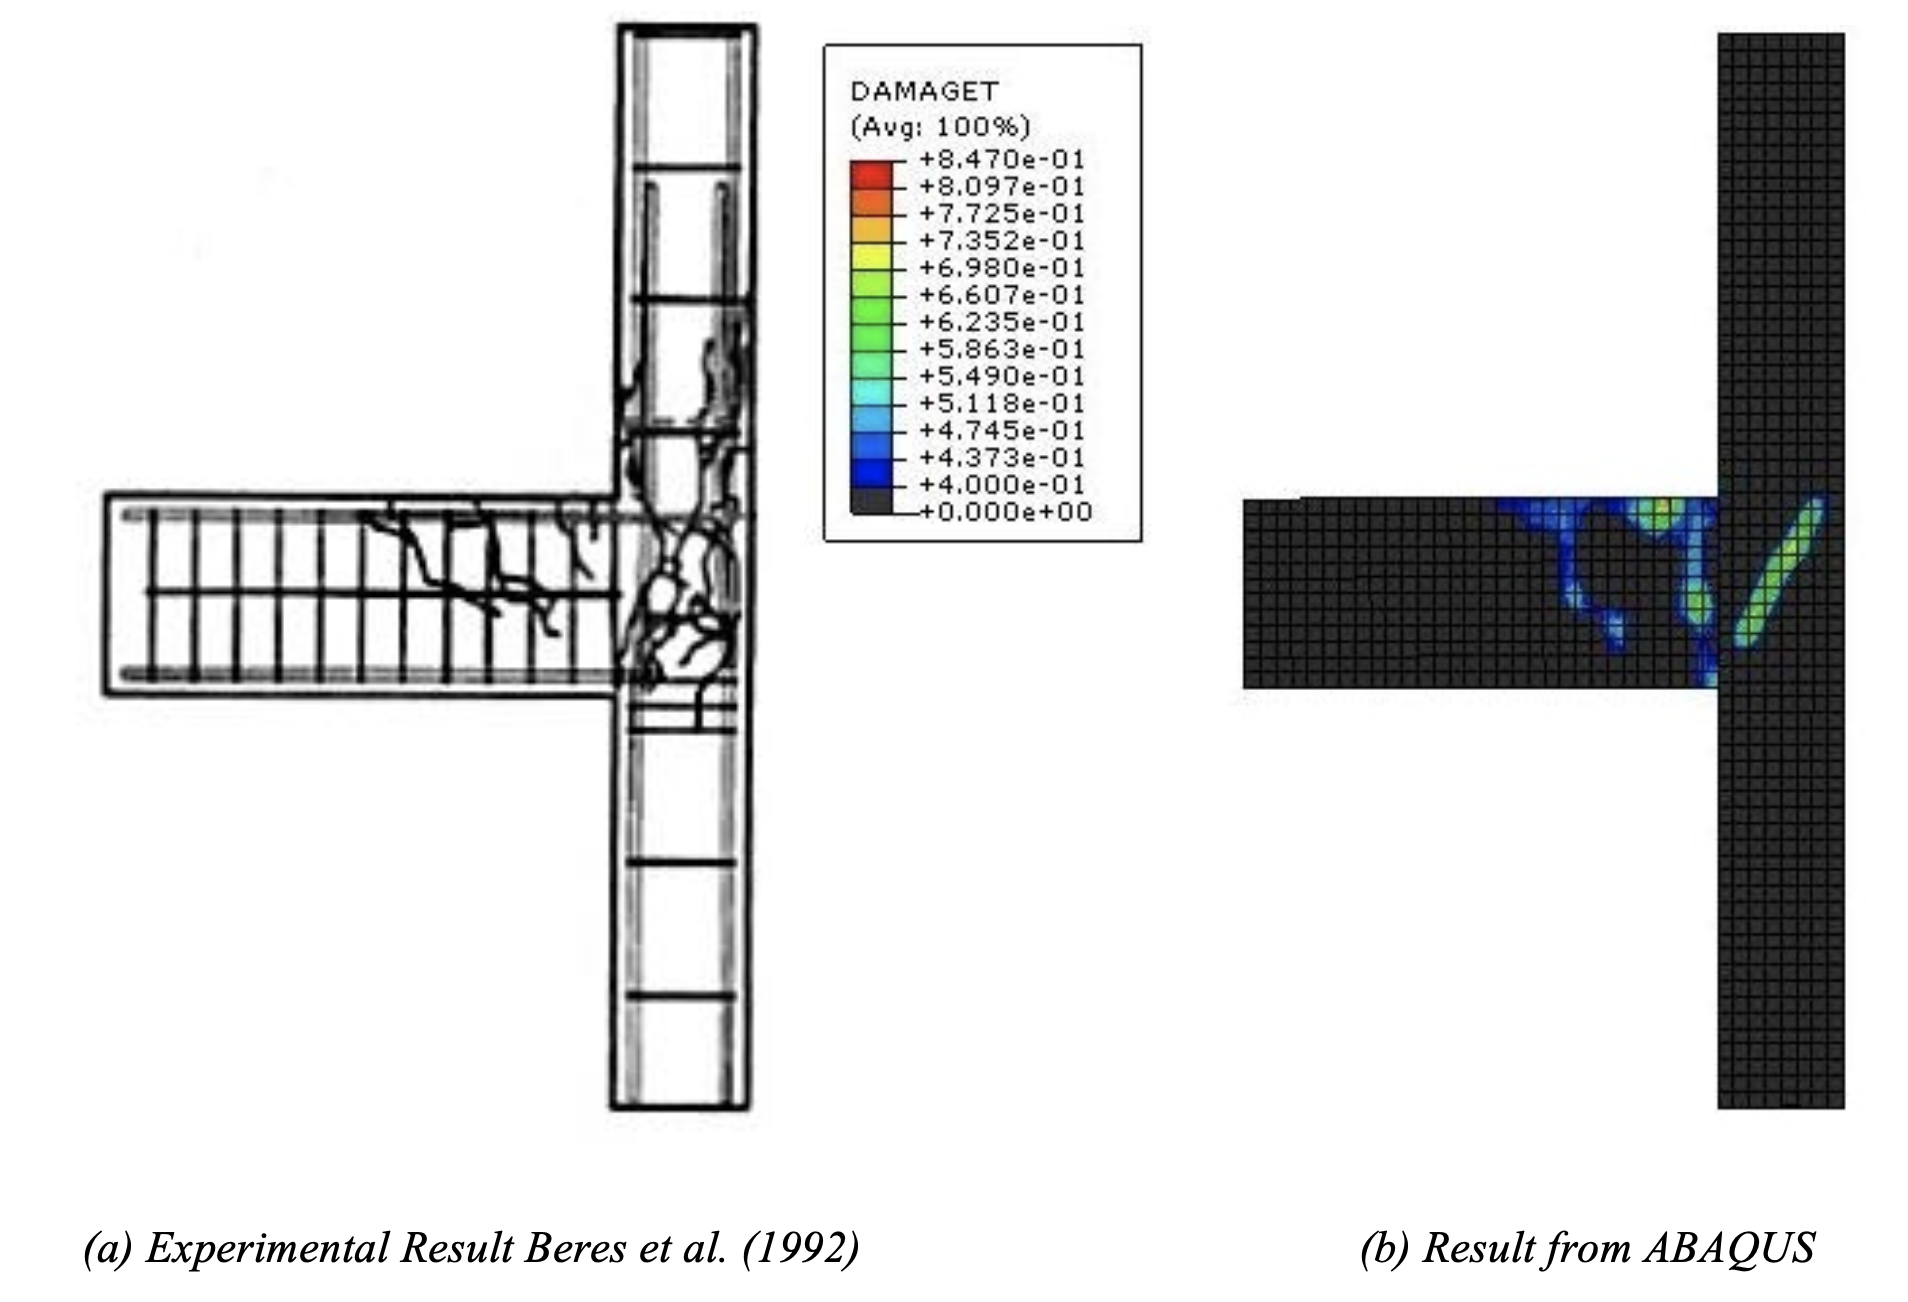 DAMAGET
(Avg: 100%)
+8.470e-01
+8.097e-01
+7.725e-01
+7.352e-01
+6.980e-01
+6.607e-01
+6.235e-01
+5.863e-01
+5.490e-01
+5.118e-01
+4.745e-01
+4.373e-01
+4.000e-01
+0.000e+00
(a) Experimental Result Beres et al. (1992)
(b) Result from ABAQUS